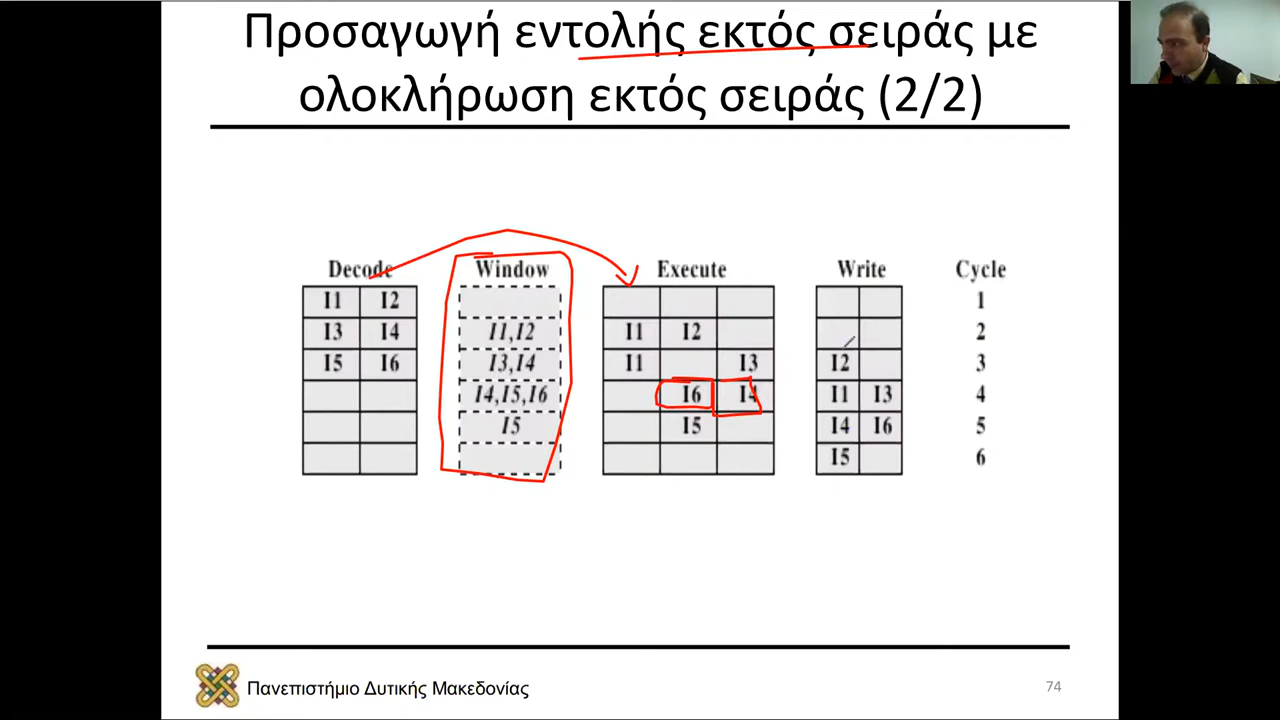 Προσαγωγή εντολής εκτός σειράς με
ολοκλήρωση εκτός σειράς (2/2)
Decode Window Execute Write Cycle
I1 I2 1
I3 I4 I1,I2 I1 I2 2
I5 I6 I3,I4 I1 I3 I2 3
I4,I5,I6 I6 I4 I1 I3 4
I5 I5 I4 I6 5
I5 6
Πανεπιστήμιο Δυτικής Μακεδονίας
74